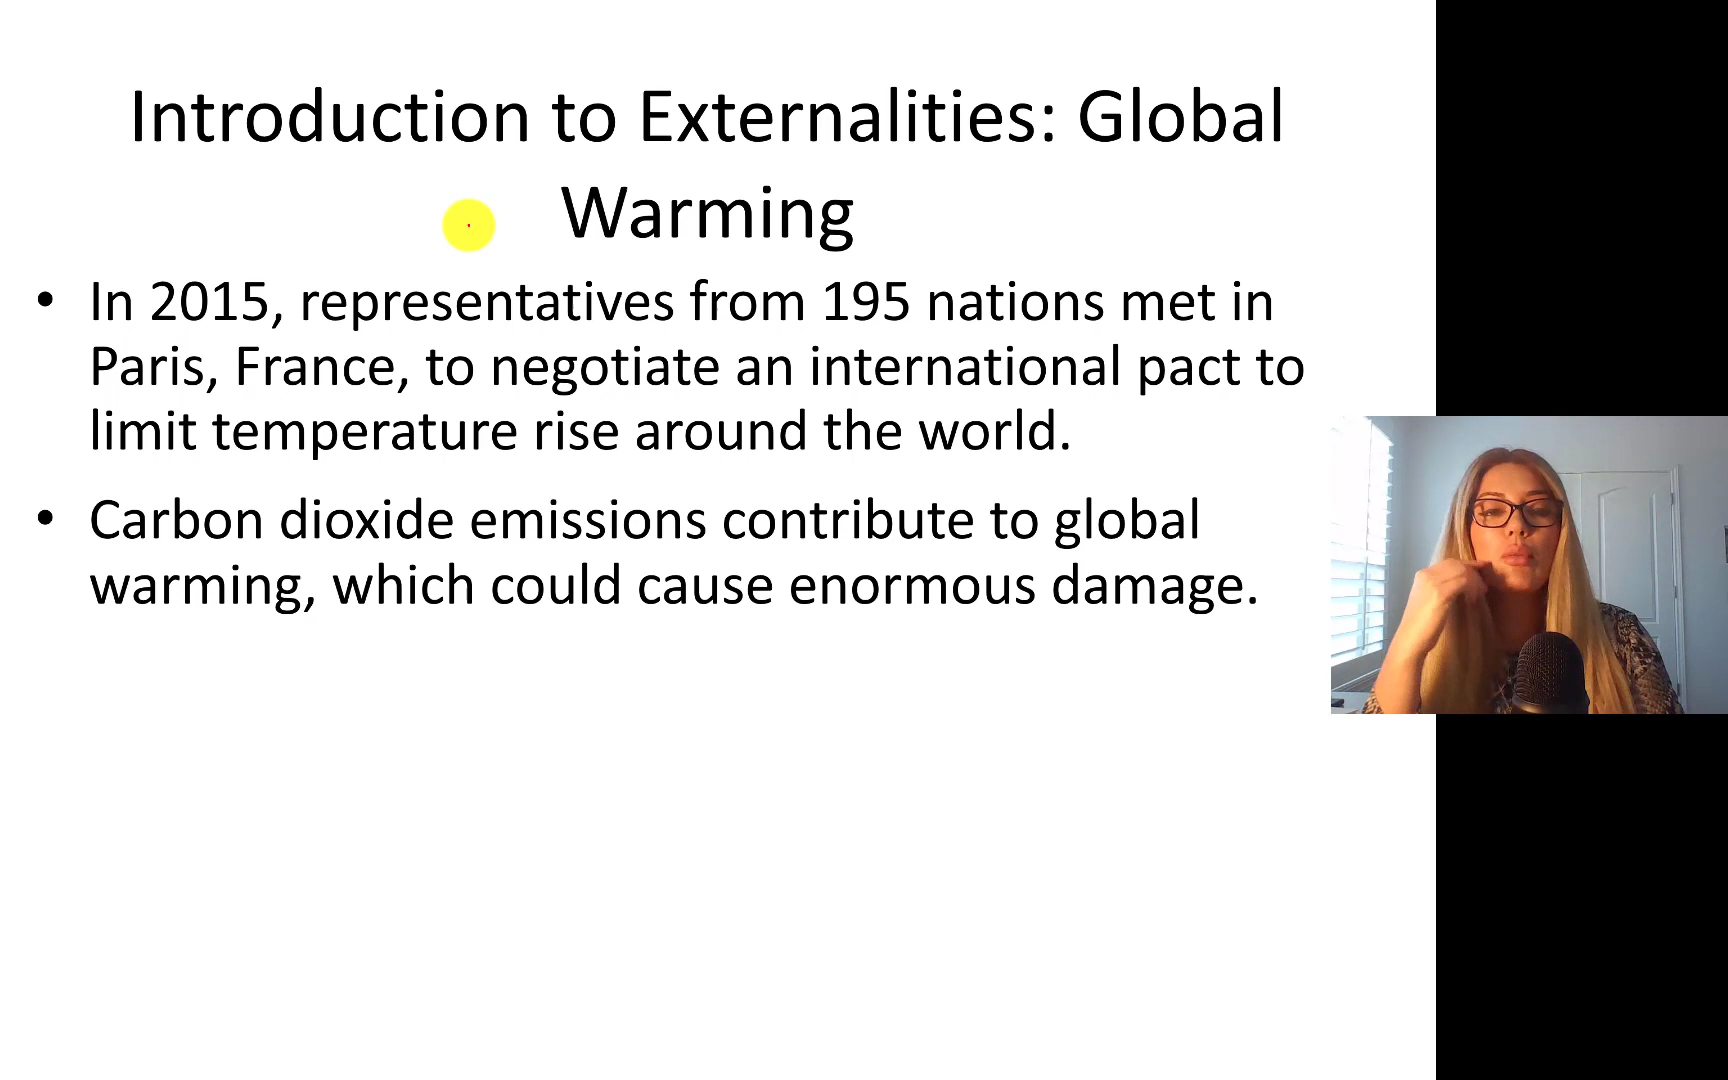 Introduction to Externalities: Global
Warming
• In 2015, representatives from 195 nations met in
Paris, France, to negotiate an international pact to
limit temperature rise around the world.
• Carbon dioxide emissions contribute to global
warming, which could cause enormous damage.